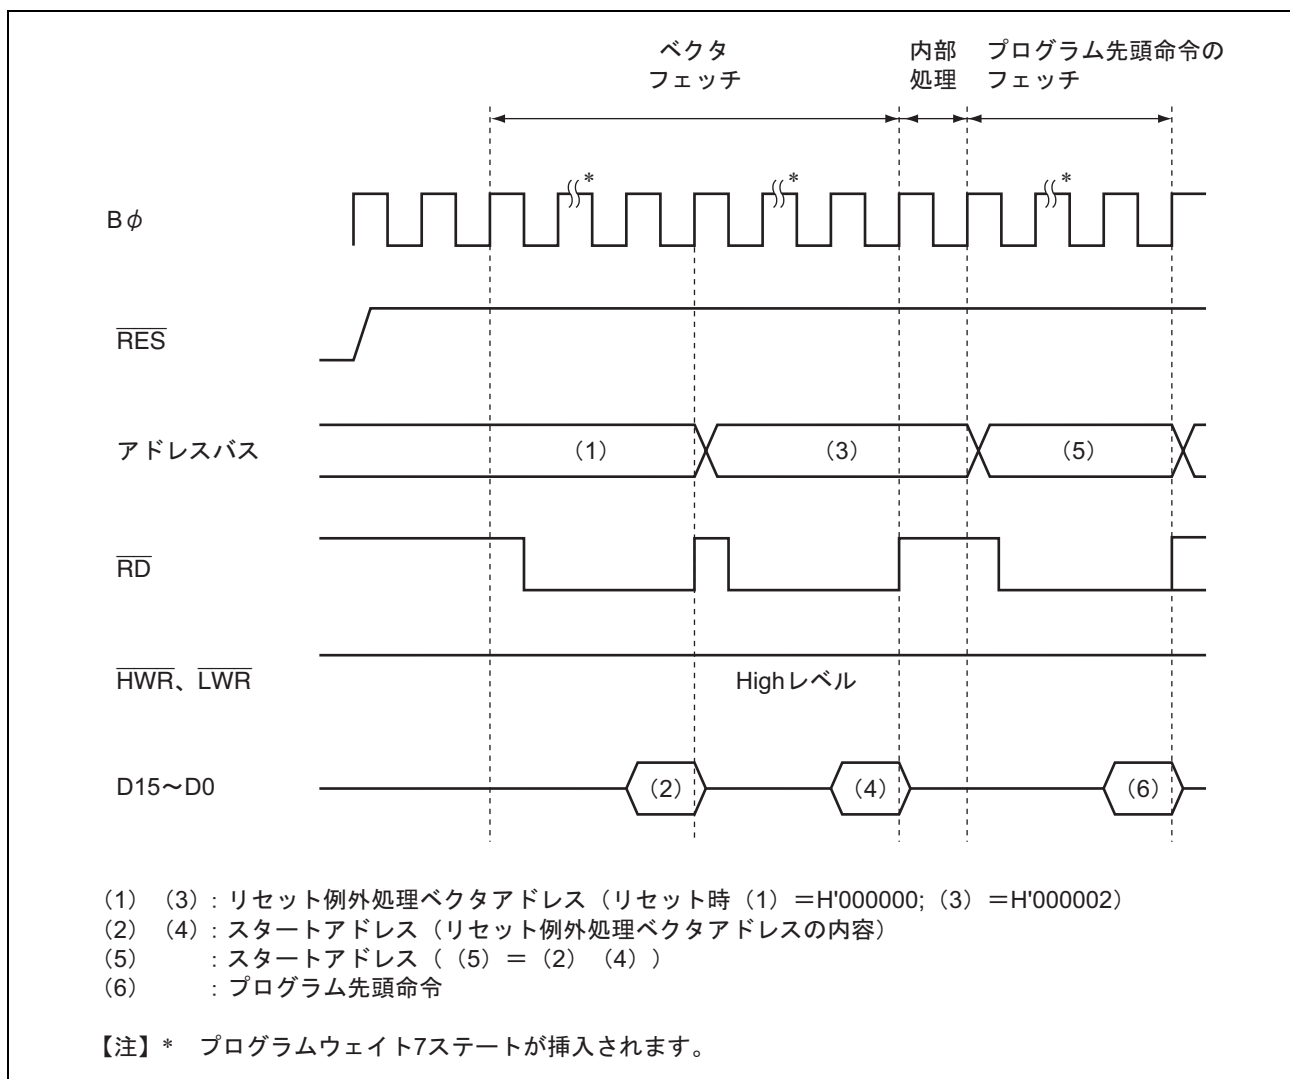 ベクタ
フェッチ
内部
処理
プログラム先頭命令の
フェッチ
* * *
Bφ
RES
アドレスバス (1) (3) (5)
RD
HWR、LWR
Highレベル
D15～D0 (2) (4) (6)
(1) (3) : リセット例外処理ベクタアドレス（リセット時（1）＝H'000000;（3）＝H'000002）
(2) (4) : スタートアドレス（リセット例外処理ベクタアドレスの内容）
(5) : スタートアドレス（（5）＝（2）（4））
(6) : プログラム先頭命令
【注】* プログラムウェイト7ステートが挿入されます。